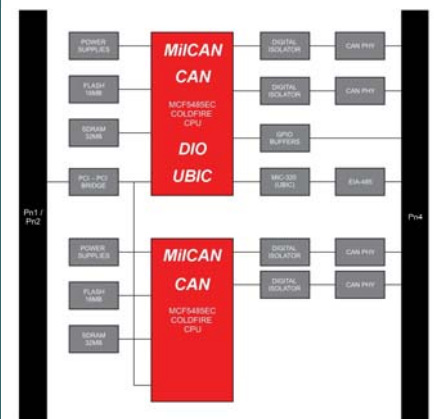 POWER
SUPPLIES
MilCAN
DIGITAL
ISOLATOR
CAN PHY
CAN
FLASH
16MB
DIGITAL
ISOLATOR
CAN PHY
MCF5485EC
COLDFIRE
CPU
SDRAM
32MB
GPIO
BUFFERS
DIO
PCI - PCI
BRIDGE
UBIC
MIC-320
(UBIC)
EIA-485
Pn1 /
Pn2
Pn4
POWER
SUPPLIES
MilCAN
DIGITAL
ISOLATOR
CAN PHY
CAN
FLASH
16MB
DIGITAL
ISOLATOR
CAN PHY
MCF5485EC
COLDFIRE
CPU
SDRAM
32MB